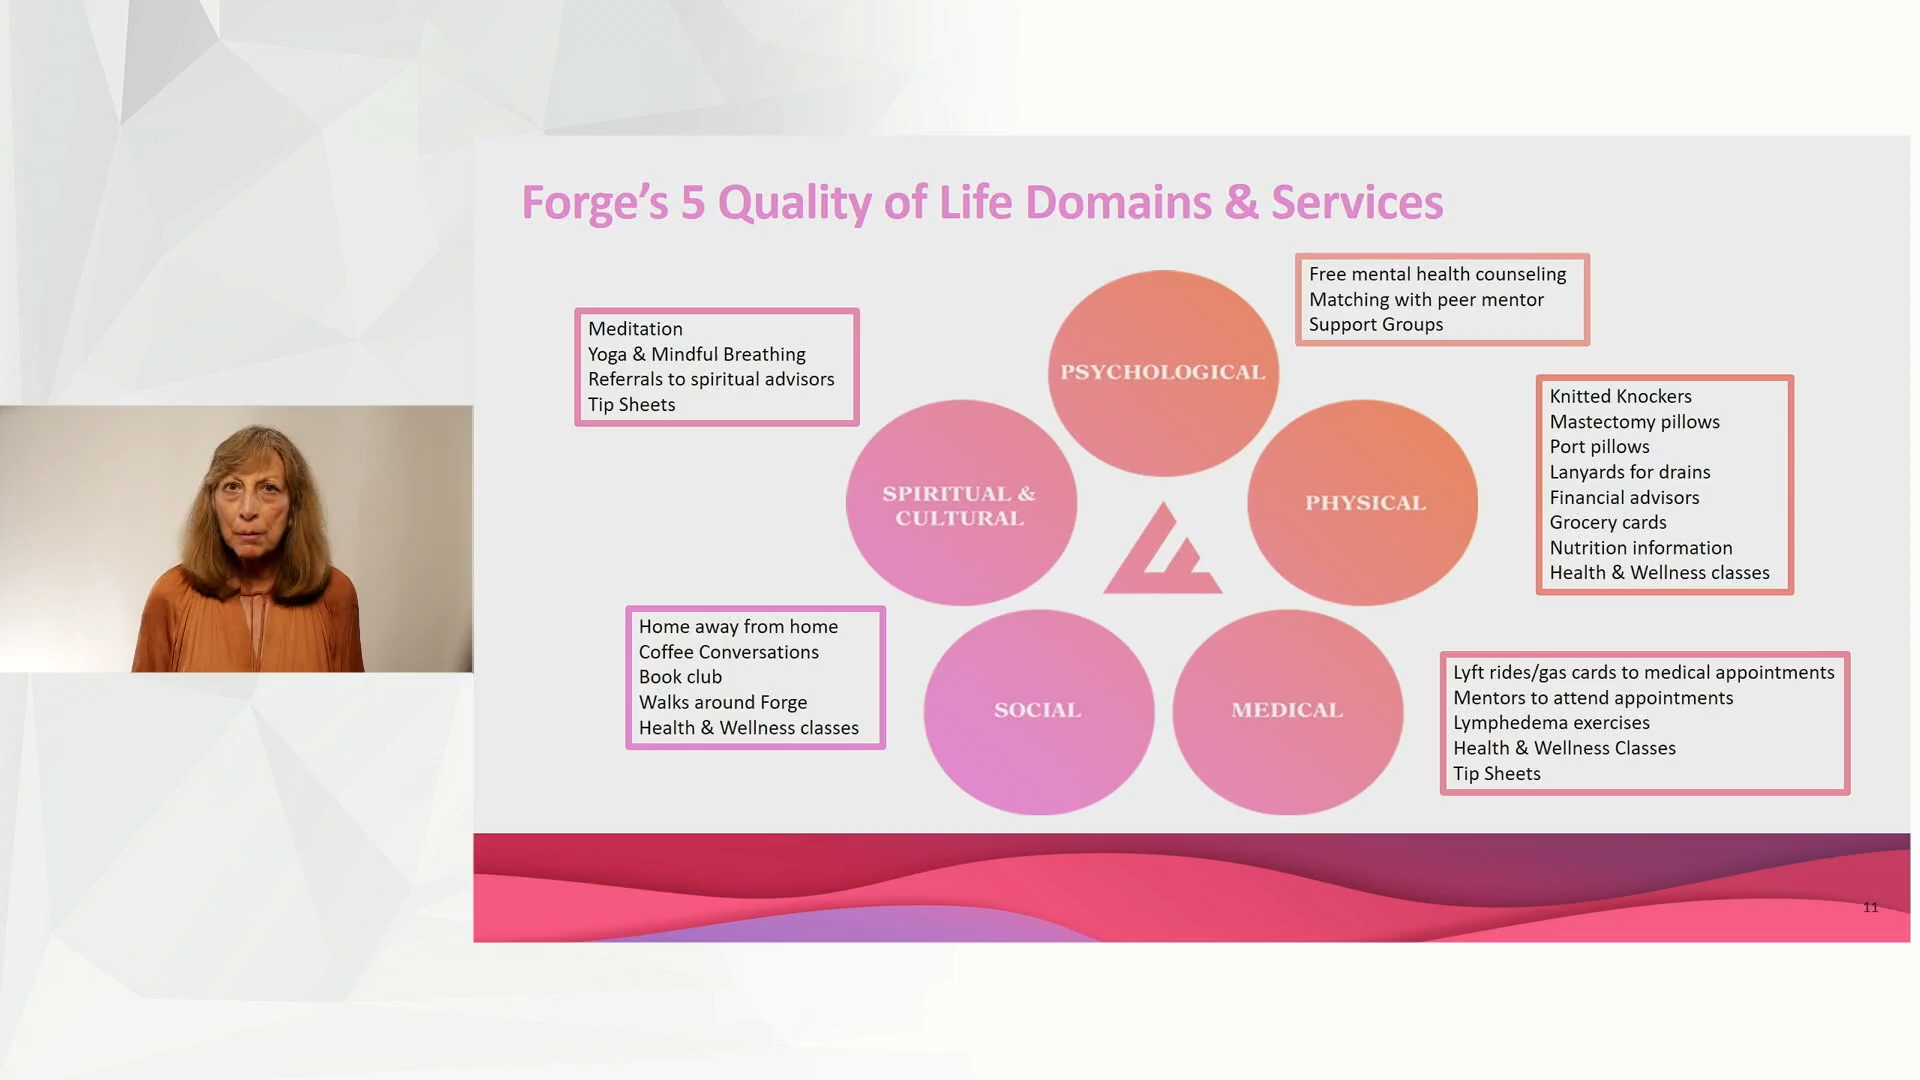 Forge's 5 Quality of Life Domains & Services
Free mental health counseling
Matching with peer mentor
Support Groups
Meditation
Yoga & Mindful Breathing
Referrals to spiritual advisors
Tip Sheets
PSYCHOLOGICAL
Knitted Knockers
Mastectomy pillows
Port pillows
Lanyards for drains
Financial advisors
Grocery cards
Nutrition information
Health & Wellness classes
SPIRITUAL &
CULTURAL
PHYSICAL
Home away from home
Coffee Conversations
Book club
Walks around Forge
Health & Wellness classes
SOCIAL
MEDICAL
Lyft rides/gas cards to medical appointments
Mentors to attend appointments
Lymphedema exercises
Health & Wellness Classes
Tip Sheets
11